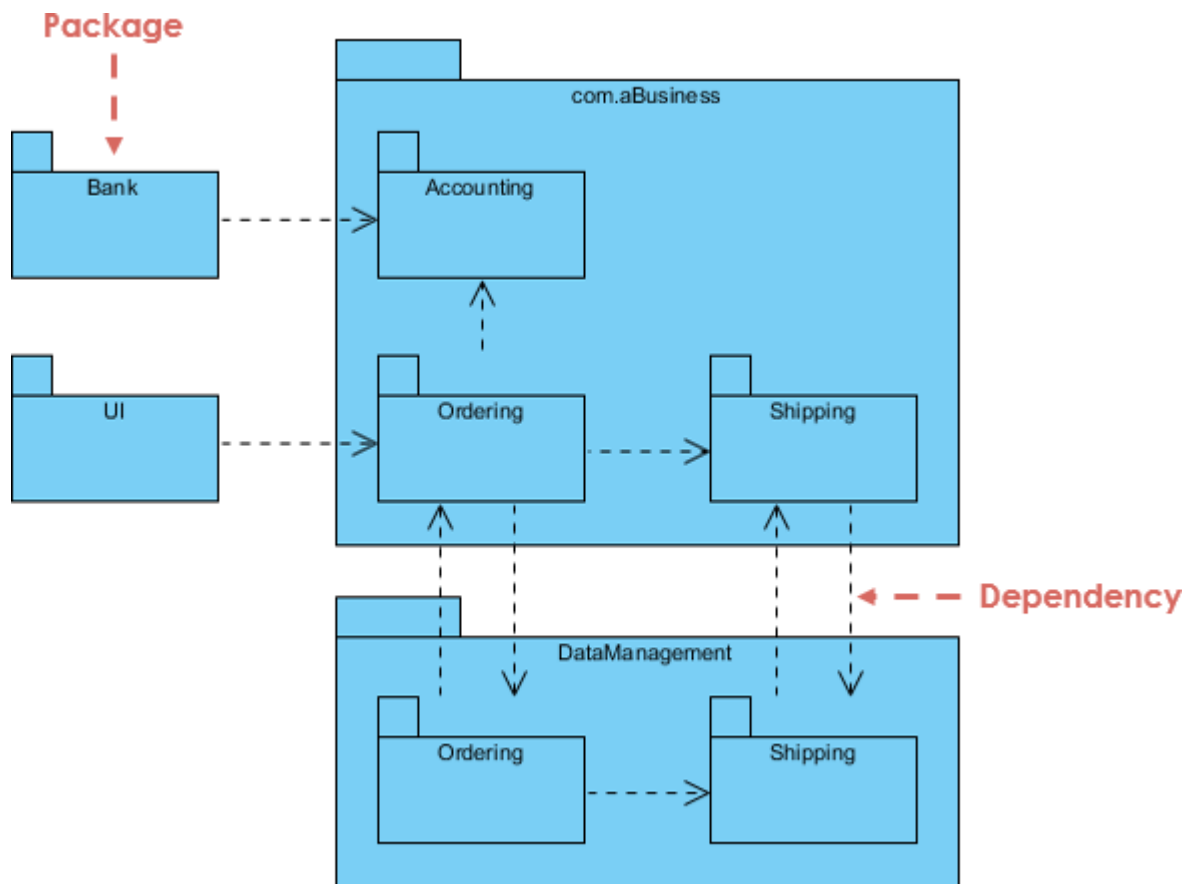 Package
com.aBusiness
Bank
Accounting
UI
Ordering
Shipping
Dependency
DataManagement
Ordering
Shipping